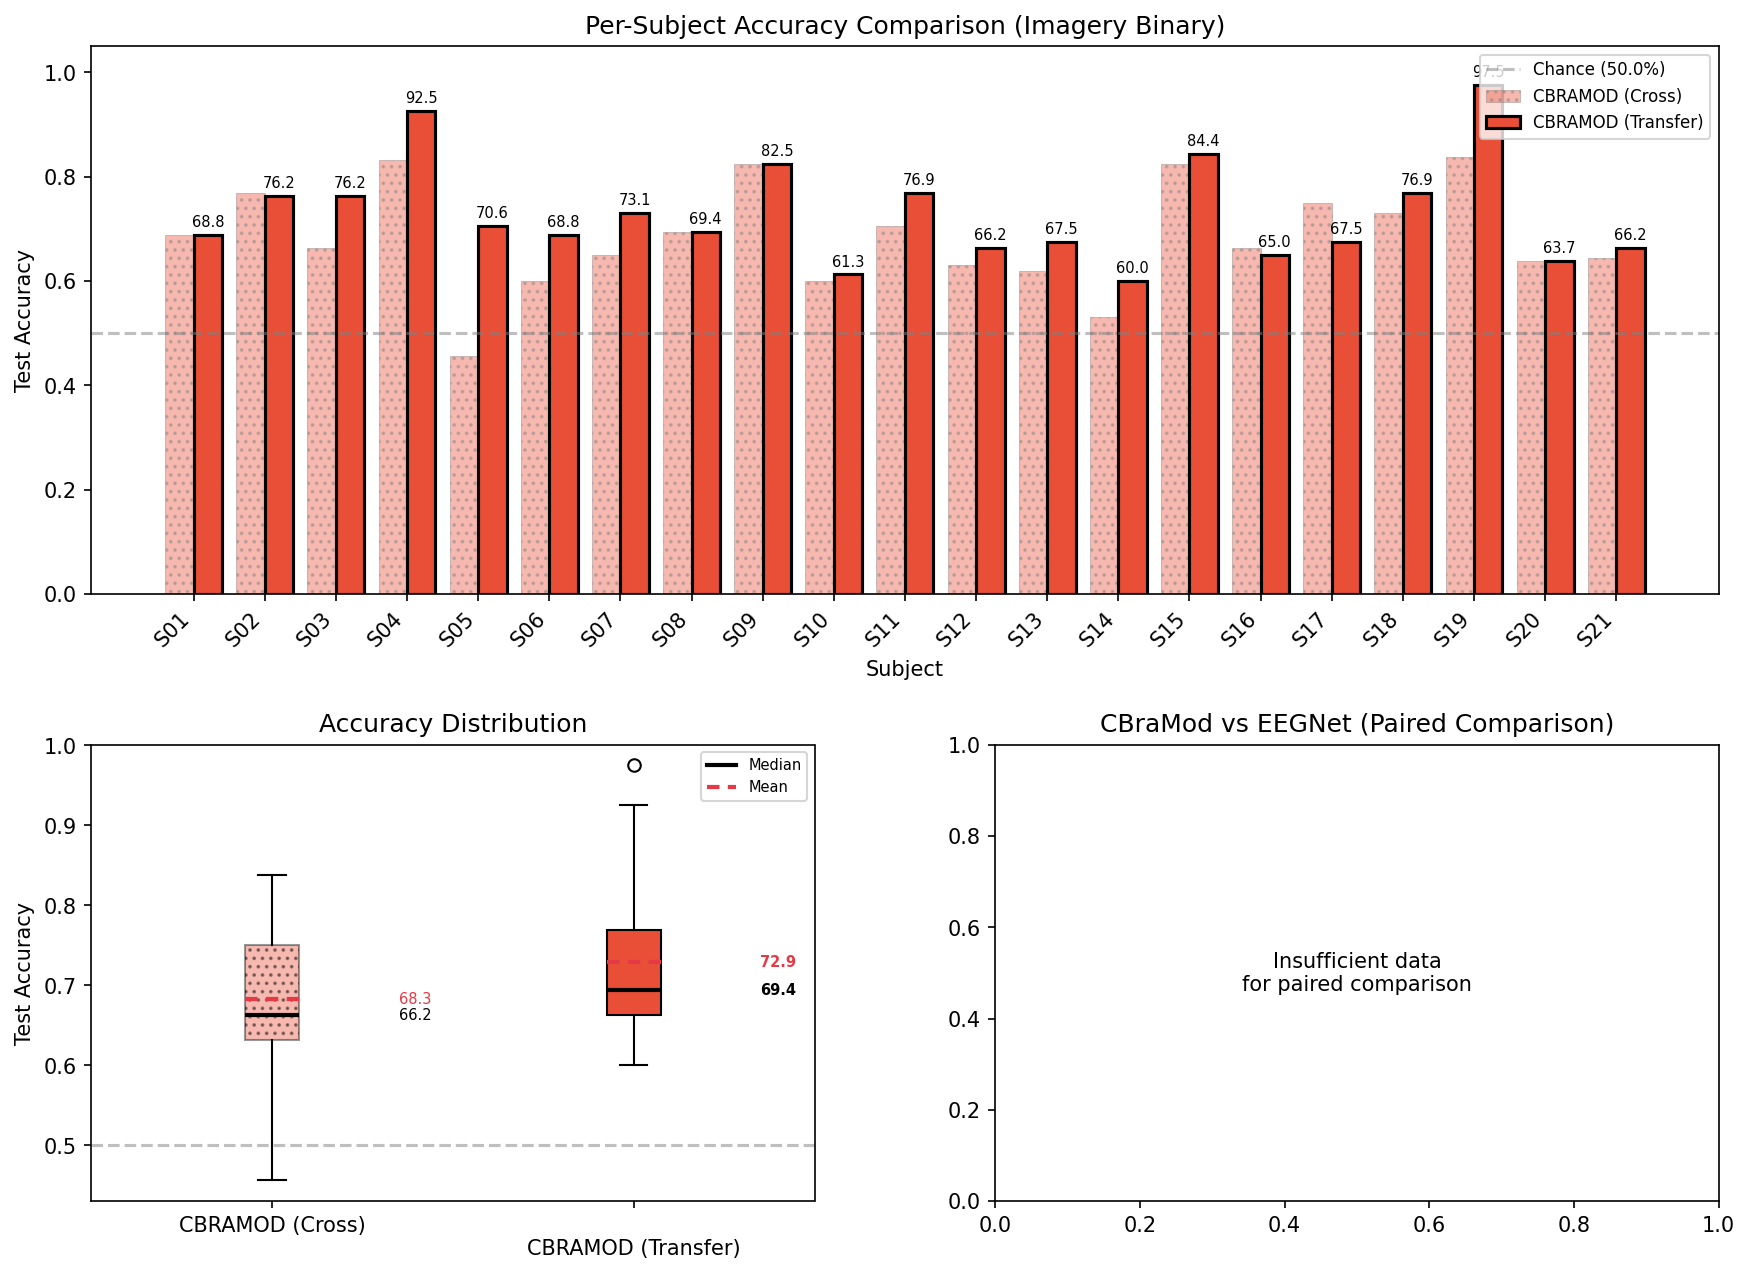 Per-Subject Accuracy Comparison (Imagery Binary)
Test Accuracy
1.0
0.8
0.6
0.4
0.2
0.0
68.8
76.2
76.2
92.5
70.6
68.8
73.1
69.4
82.5
61.3
76.9
66.2
67.5
60.0
84.4
65.0
67.5
76.9
97.5
63.7
66.2
Chance (50.0%)
CBRAMOD (Cross)
CBRAMOD (Transfer)
S01
S02
S03
S04
S05
S06
S07
S08
S09
S10
S11
S12
S13
S14
S15
S16
S17
S18
S19
S20
S21
Subject
Accuracy Distribution
Test Accuracy
1.0
0.9
0.8
0.7
0.6
0.5
Median
Mean
68.3
66.2
72.9
69.4
CBRAMOD (Cross)
CBRAMOD (Transfer)
CBraMod vs EEGNet (Paired Comparison)
1.0
0.8
0.6
0.4
0.2
0.0
Insufficient data
for paired comparison
0.0
0.2
0.4
0.6
0.8
1.0